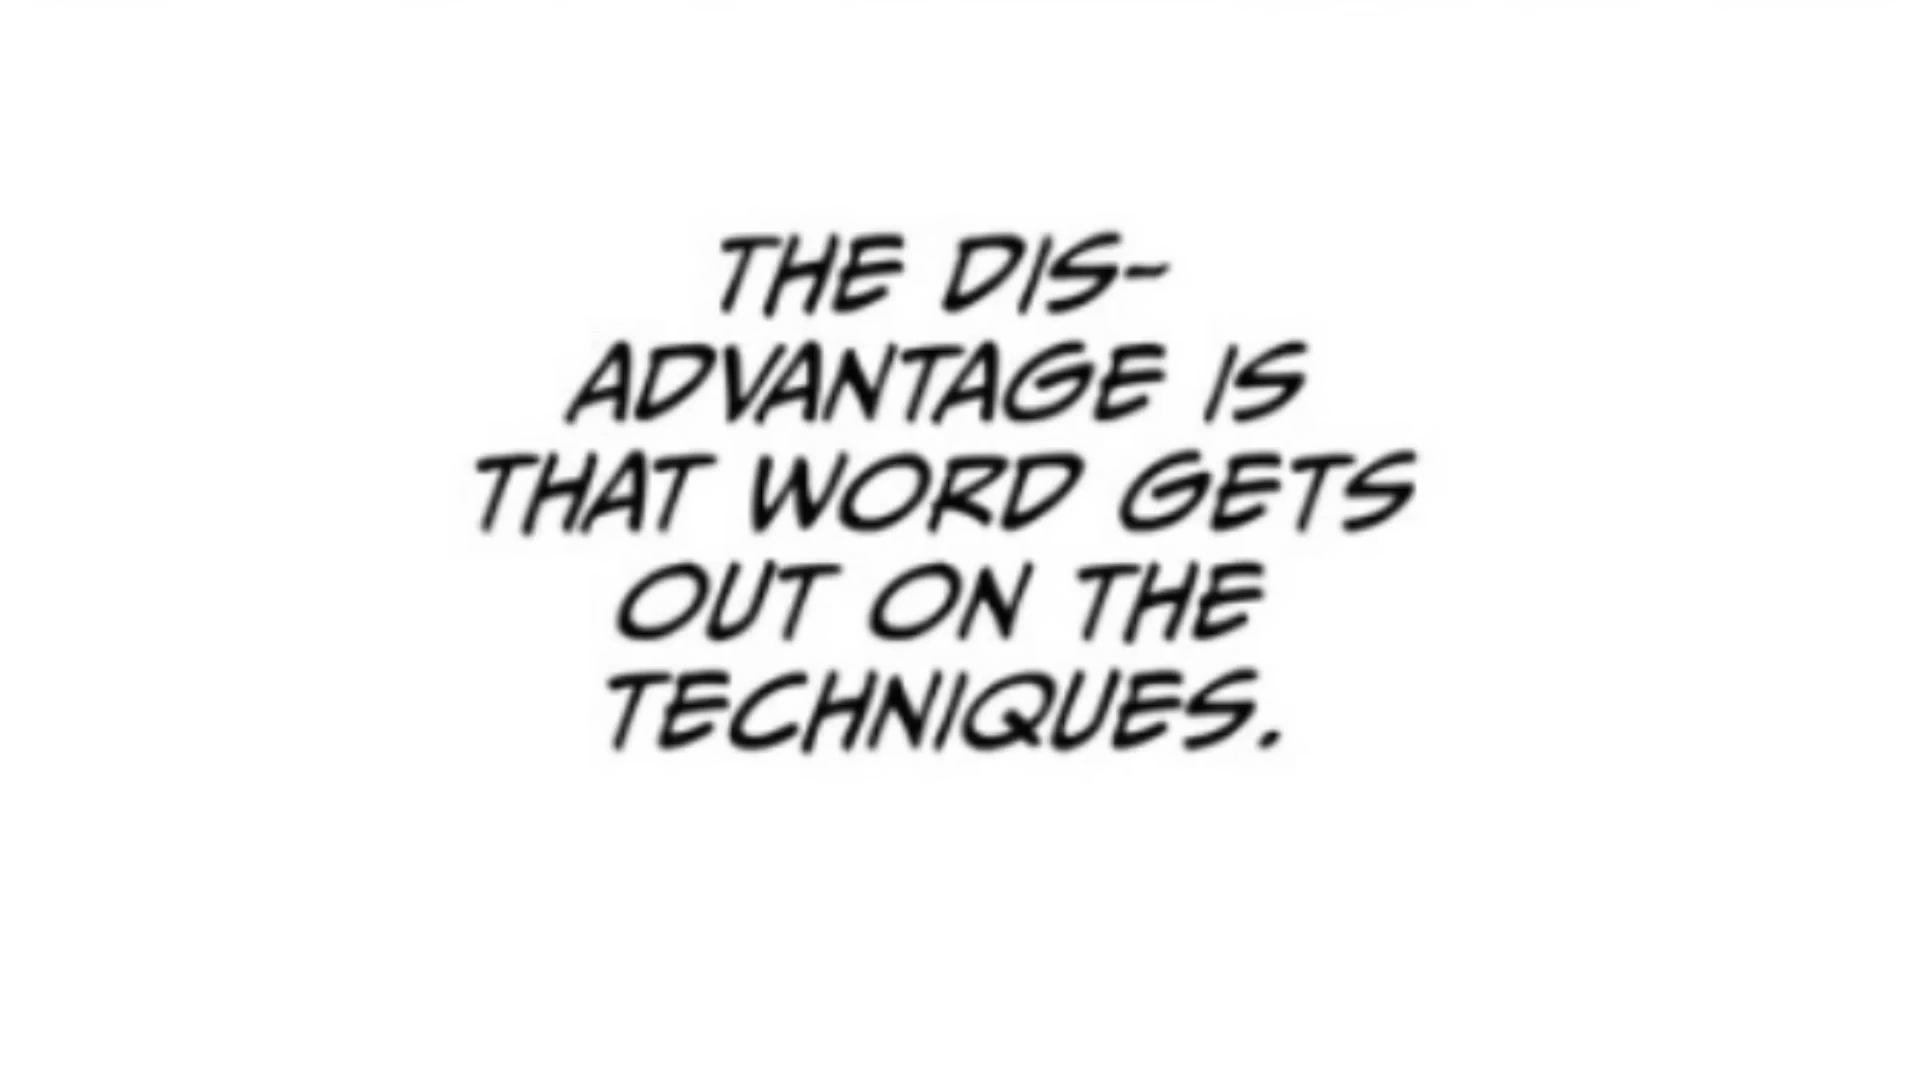 THE DIS-
ADVANTAGE IS
THAT WORD GETS
OUT ON THE
TECHNIQUES.